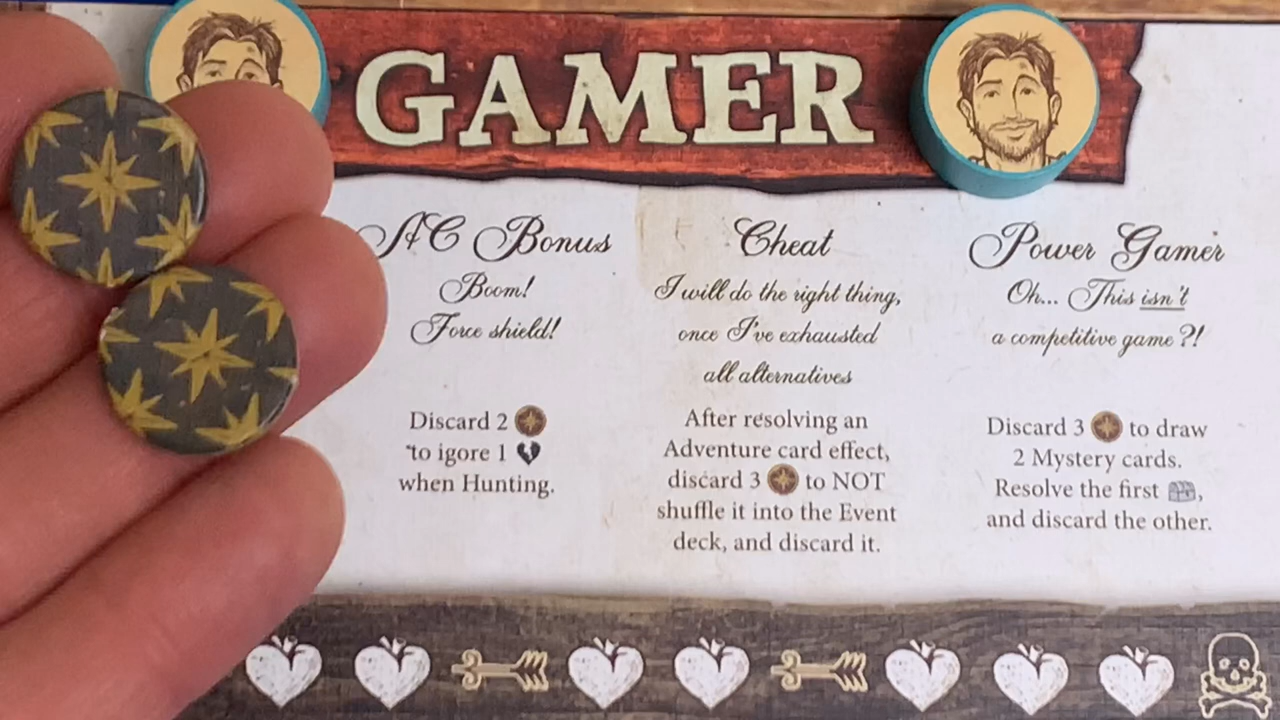 GAMER
AC Bonus
Boom!
Force shield!
Discard 2
to igore 1
when Hunting.
Cheat
I will do the right thing,
once I've exhausted
all alternatives
After resolving an
Adventure card effect,
discard 3 to NOT
shuffle it into the Event
deck, and discard it.
Power Gamer
Oh... This isn't
a competitive game ?!
Discard 3 to draw
2 Mystery cards.
Resolve the first ,
and discard the other.